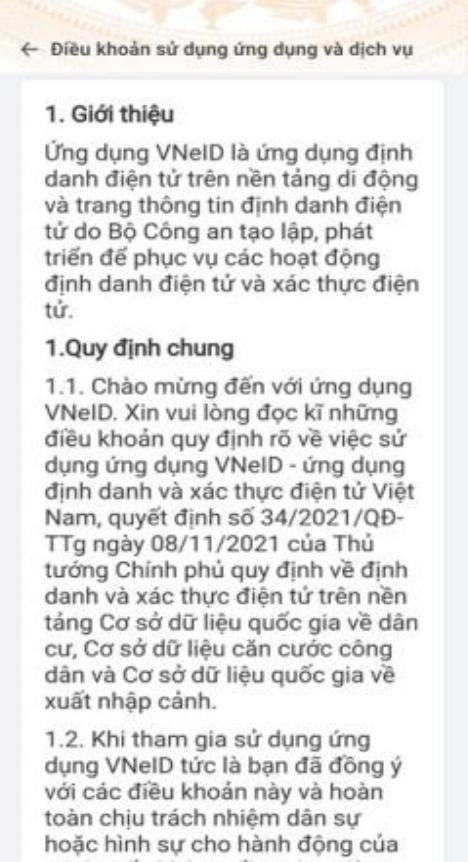 ← Điều khoản sử dụng ứng dụng và dịch vụ
1. Giới thiệu
Ứng dụng VNeID là ứng dụng định
danh điện tử trên nền tảng di động
và trang thông tin định danh điện
tử do Bộ Công an tạo lập, phát
triển để phục vụ các hoạt động
định danh điện tử và xác thực điện
tử.
1.Quy định chung
1.1. Chào mừng đến với ứng dụng
VNeID. Xin vui lòng đọc kĩ những
điều khoản quy định rõ về việc sử
dụng ứng dụng VNeID - ứng dụng
định danh và xác thực điện tử Việt
Nam, quyết định số 34/2021/QĐ-
TTg ngày 08/11/2021 của Thủ
tướng Chính phủ quy định về định
danh và xác thực điện tử trên nền
tảng Cơ sở dữ liệu quốc gia về dân
cư, Cơ sở dữ liệu căn cước công
dân và Cơ sở dữ liệu quốc gia về
xuất nhập cảnh.
1.2. Khi tham gia sử dụng ứng
dụng VNeID tức là bạn đã đồng ý
với các điều khoản này và hoàn
toàn chịu trách nhiệm dân sự
hoặc hình sự cho hành động của